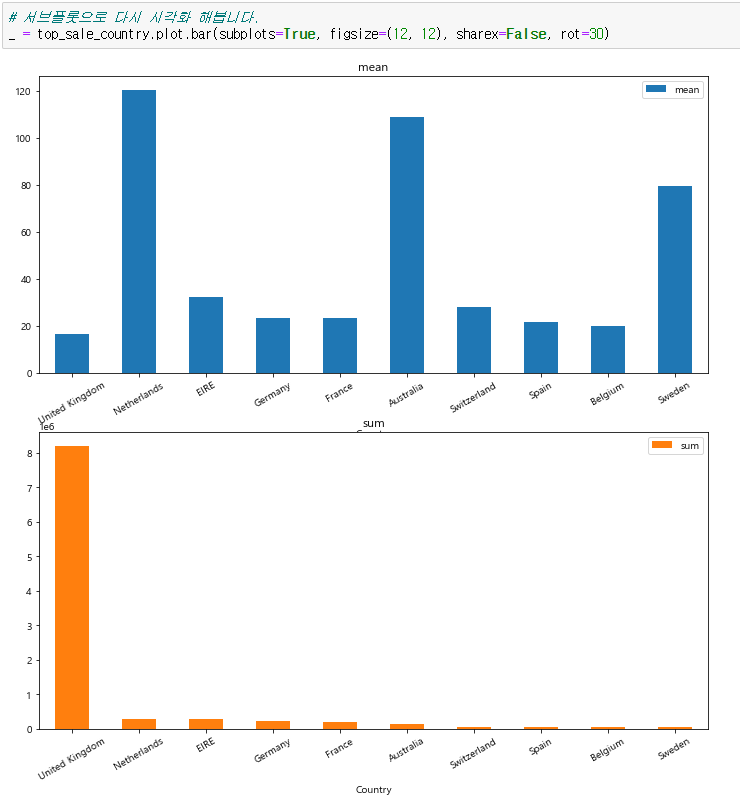 # 서브플롯으로 다시 시각화 해봅니다.
_ = top_sale_country.plot.bar(subplots=True, figsize=(12, 12), sharex=False, rot=30)
mean
mean
120
100
80
60
40
20
0
United Kingdom Netherlands EIRE Germany France Australia Switzerland Spain Belgium Sweden
sum
1e6
sum
8
7
6
5
4
3
2
1
0
United Kingdom Netherlands EIRE Germany France Australia Switzerland Spain Belgium Sweden
Country